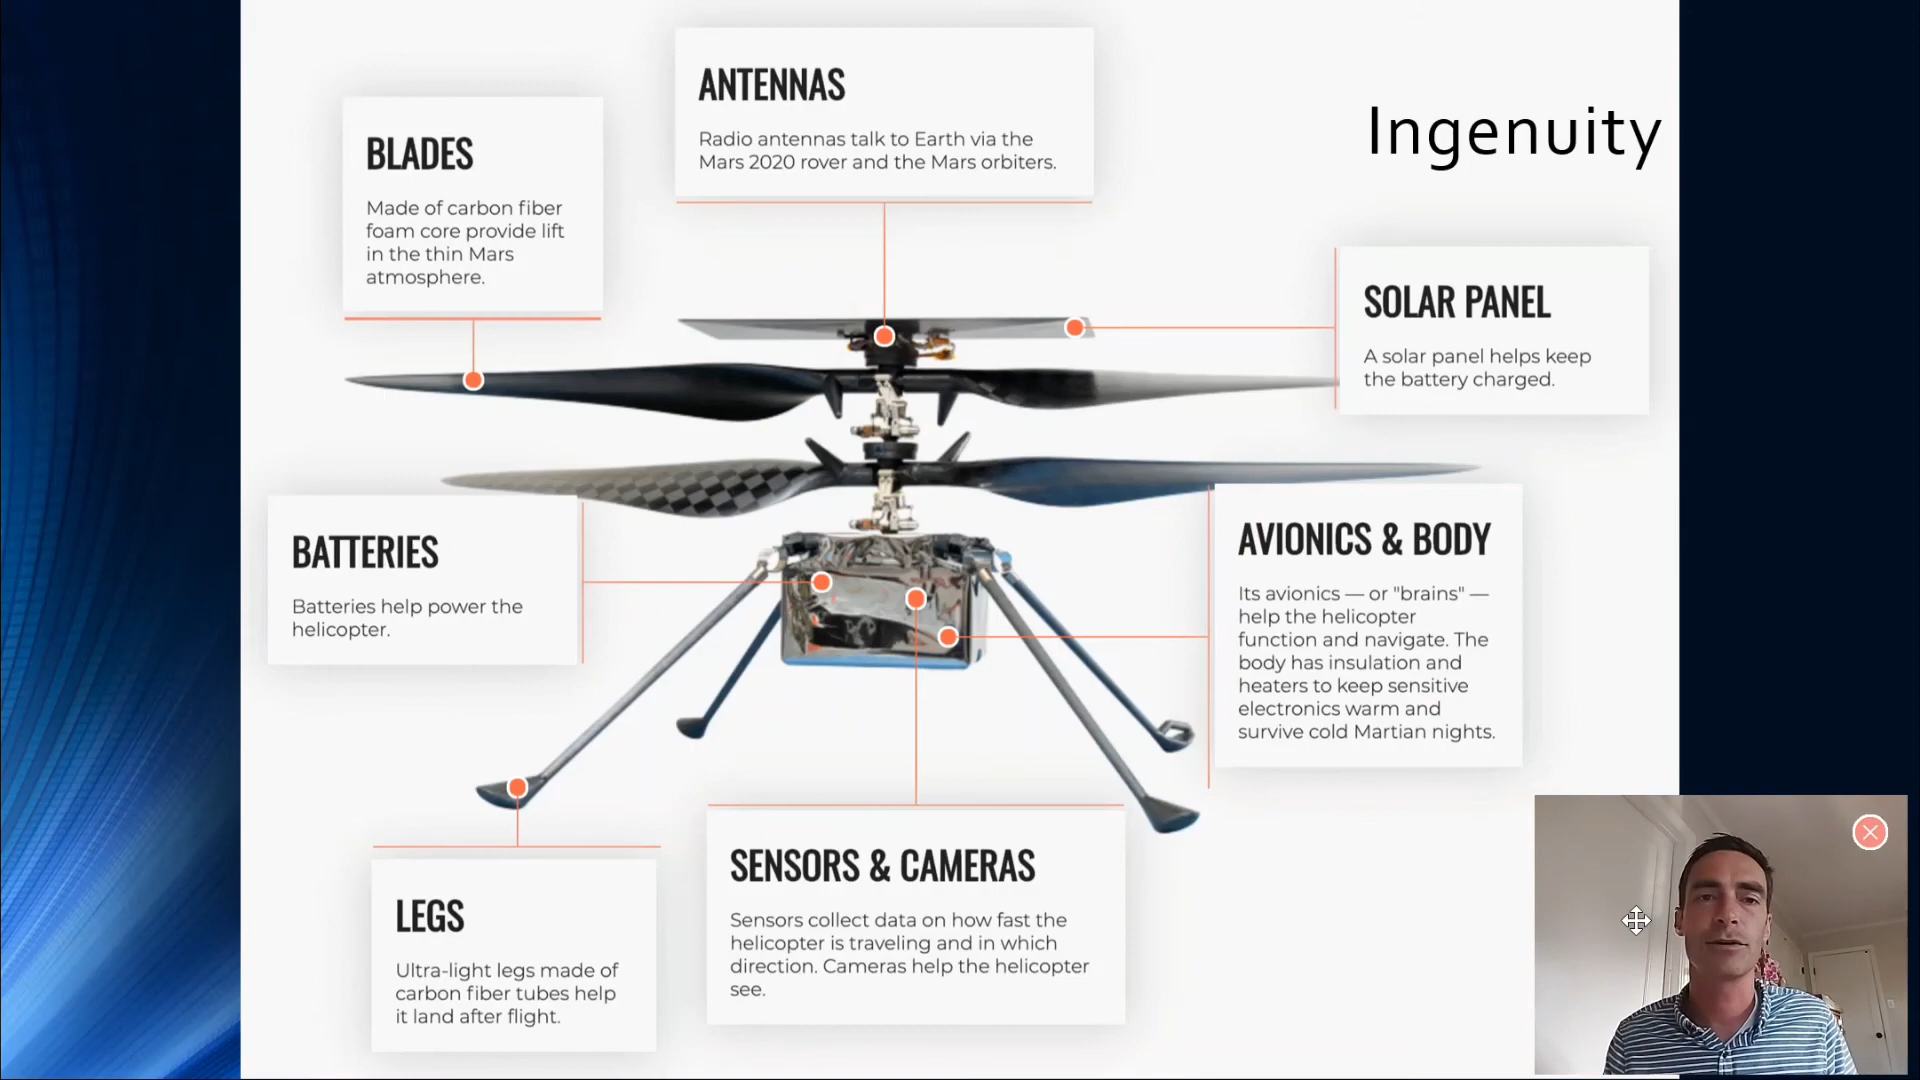 Ingenuity
ANTENNAS
Radio antennas talk to Earth via the
Mars 2020 rover and the Mars orbiters.
BLADES
Made of carbon fiber
foam core provide lift
in the thin Mars
atmosphere.
SOLAR PANEL
A solar panel helps keep
the battery charged.
BATTERIES
Batteries help power the
helicopter.
AVIONICS & BODY
Its avionics — or "brains" —
help the helicopter
function and navigate. The
body has insulation and
heaters to keep sensitive
electronics warm and
survive cold Martian nights.
LEGS
Ultra-light legs made of
carbon fiber tubes help
it land after flight.
SENSORS & CAMERAS
Sensors collect data on how fast the
helicopter is traveling and in which
direction. Cameras help the helicopter
see.